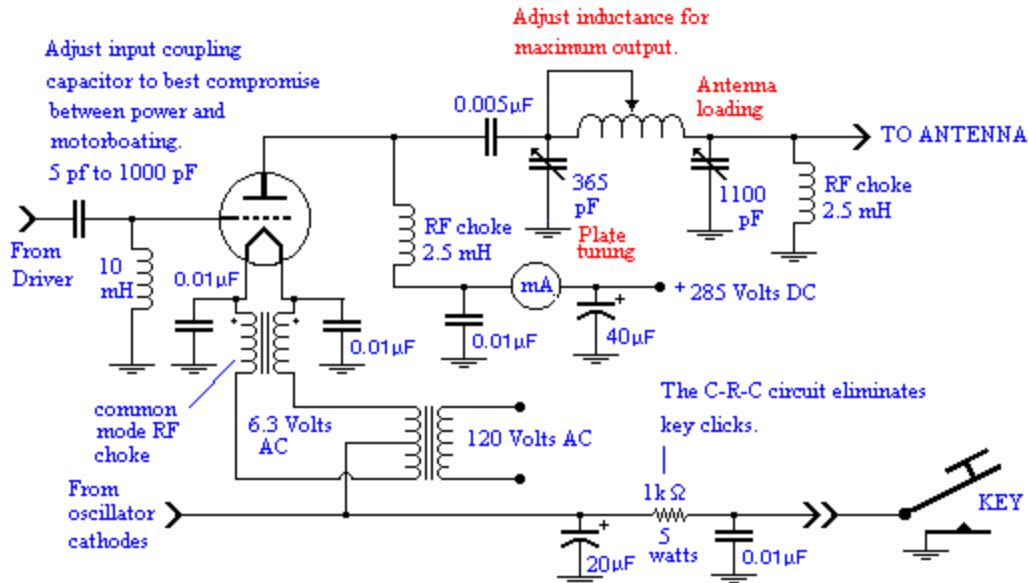 Adjust input coupling
capacitor to best compromise
between power and
motorboating.
5 pf to 1000 pF
Adjust inductance for
maximum output.
Antenna
loading
0.005µF
TO ANTENNA
365
pF
1100
pF
RF choke
2.5 mH
Plate
tuning
RF choke
2.5 mH
From
Driver
10
mH
0.01µF
mA
+ 285 Volts DC
+
40µF
0.01µF
0.01µF
common
mode RF
choke
6.3 Volts
AC
120 Volts AC
The C-R-C circuit eliminates
key clicks.
From
oscillator
cathodes
1k Ω
5
watts
+
20µF
0.01µF
KEY